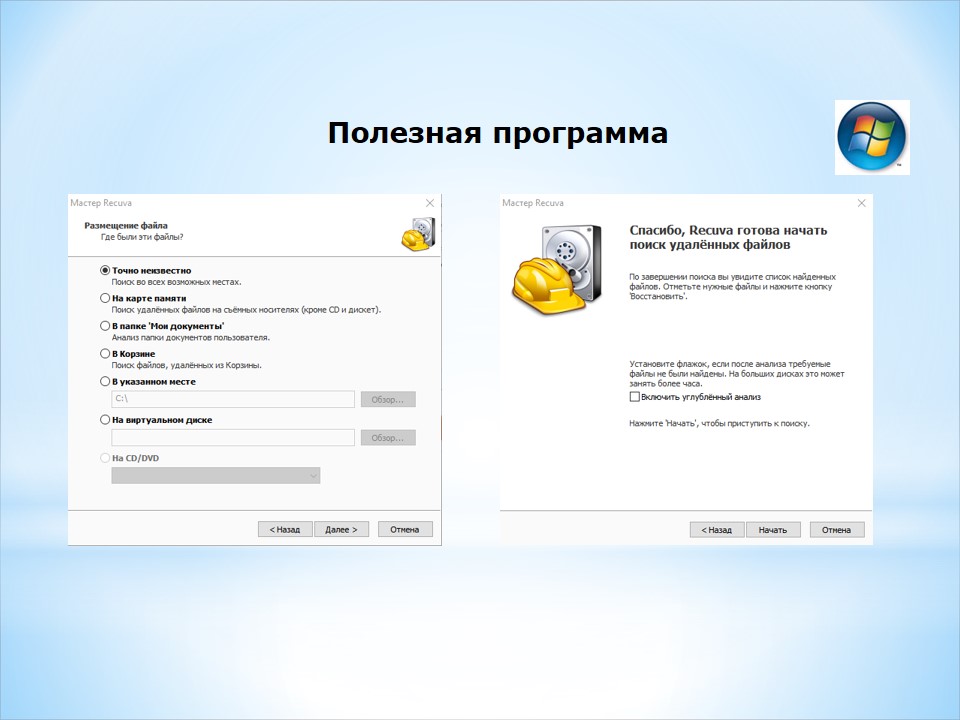 Полезная программа
Мастер Recuva
Размещение файла
Где были эти файлы?
Точно неизвестно
Поиск во всех возможных местах.
На карте памяти
Поиск удалённых файлов на съёмных носителях (кроме CD и дискет).
В папке 'Мои документы'
Анализ папки документов пользователя.
В Корзине
Поиск файлов, удалённых из Корзины.
В указанном месте
C:\
Обзор...
На виртуальном диске
Обзор...
На CD/DVD
< Назад
Далее >
Отмена
Мастер Recuva
Спасибо, Recuva готова начать
поиск удалённых файлов
По завершении поиска вы увидите список найденных
файлов. Отметьте нужные файлы и нажмите кнопку
'Восстановить'.
Установите флажок, если после анализа требуемые
файлы не были найдены. На больших дисках это может
занять более часа.
Включить углублённый анализ
Нажмите 'Начать', чтобы приступить к поиску.
< Назад
Начать
Отмена